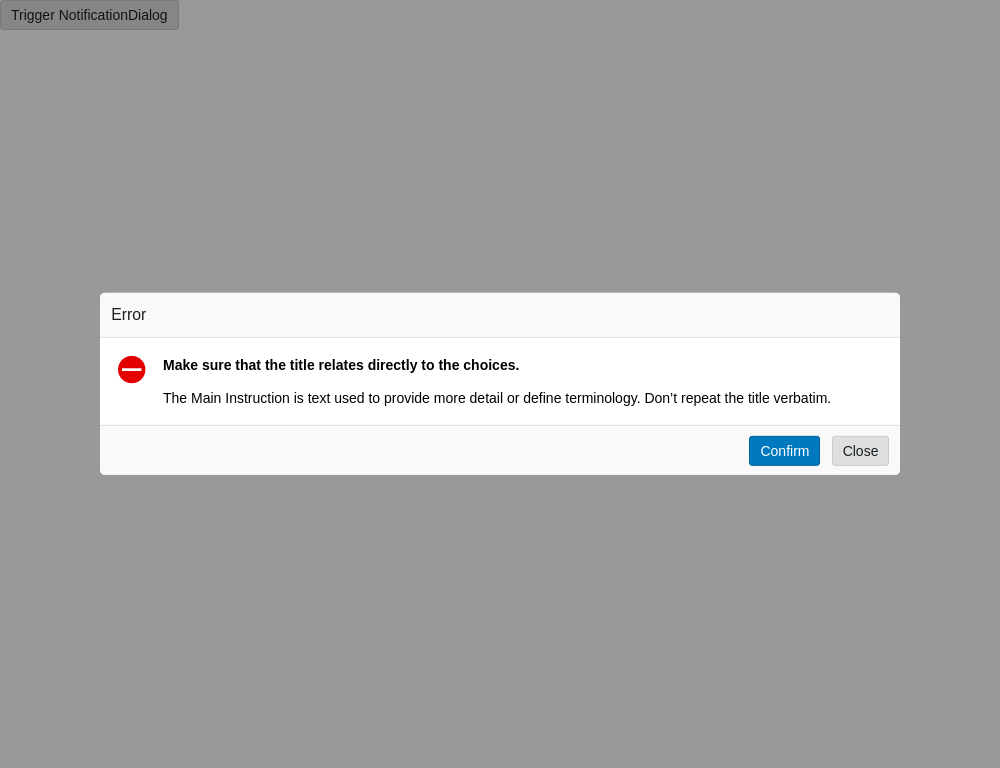 Trigger NotificationDialog
Error
Make sure that the title relates directly to the choices.
The Main Instruction is text used to provide more detail or define terminology. Don’t repeat the title verbatim.
Confirm Close